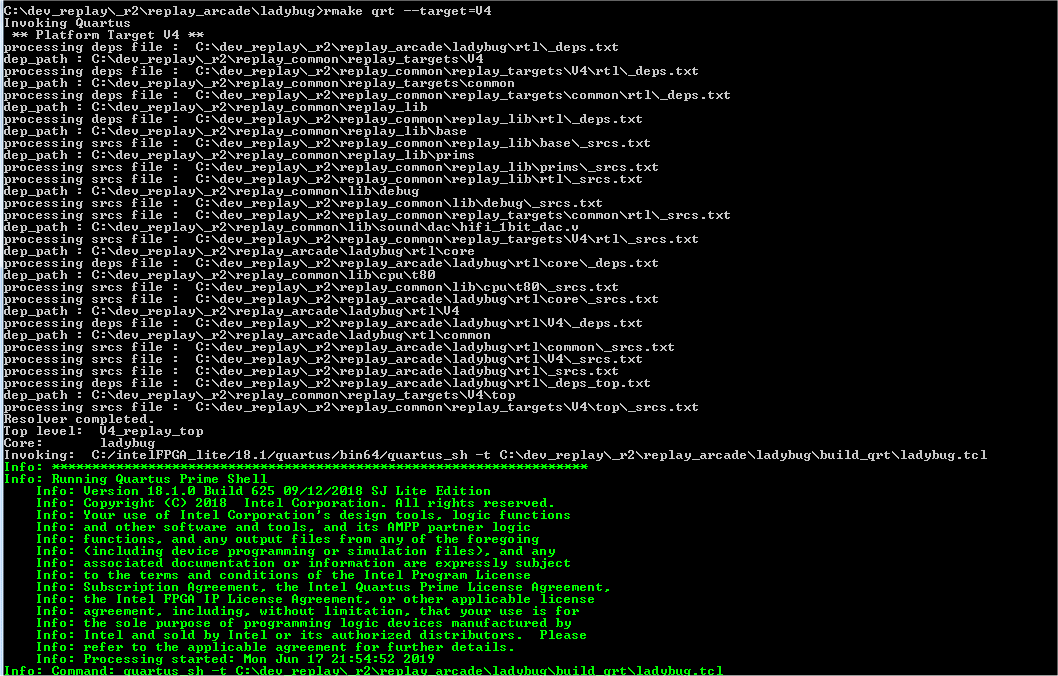 C:\dev_replay\_r2\replay_arcade\ladybug>rmake qrt --target=V4
Invoking Quartus
** Platform Target V4 **
processing deps file :  C:\dev_replay\_r2\replay_arcade\ladybug\rtl\_deps.txt
dep_path : C:\dev_replay\_r2\replay_common\replay_targets\V4
processing deps file :  C:\dev_replay\_r2\replay_common\replay_targets\V4\rtl\_deps.txt
dep_path : C:\dev_replay\_r2\replay_common\replay_targets\common
processing deps file :  C:\dev_replay\_r2\replay_common\replay_targets\common\rtl\_deps.txt
dep_path : C:\dev_replay\_r2\replay_common\replay_lib
processing deps file :  C:\dev_replay\_r2\replay_common\replay_lib\rtl\_deps.txt
dep_path : C:\dev_replay\_r2\replay_common\replay_lib\base
processing srcs file :  C:\dev_replay\_r2\replay_common\replay_lib\base\_srcs.txt
dep_path : C:\dev_replay\_r2\replay_common\replay_lib\prims
processing srcs file :  C:\dev_replay\_r2\replay_common\replay_lib\prims\_srcs.txt
processing srcs file :  C:\dev_replay\_r2\replay_common\replay_lib\rtl\_srcs.txt
dep_path : C:\dev_replay\_r2\replay_common\lib\debug
processing srcs file :  C:\dev_replay\_r2\replay_common\lib\debug\_srcs.txt
processing srcs file :  C:\dev_replay\_r2\replay_common\replay_targets\common\rtl\_srcs.txt
dep_path : C:\dev_replay\_r2\replay_common\lib\sound\dac\hifi_1bit_dac.v
processing srcs file :  C:\dev_replay\_r2\replay_common\replay_targets\V4\rtl\_srcs.txt
dep_path : C:\dev_replay\_r2\replay_arcade\ladybug\rtl\core
processing deps file :  C:\dev_replay\_r2\replay_arcade\ladybug\rtl\core\_deps.txt
dep_path : C:\dev_replay\_r2\replay_common\lib\cpu\t80
processing srcs file :  C:\dev_replay\_r2\replay_common\lib\cpu\t80\_srcs.txt
processing srcs file :  C:\dev_replay\_r2\replay_arcade\ladybug\rtl\core\_srcs.txt
dep_path : C:\dev_replay\_r2\replay_arcade\ladybug\rtl\V4
processing deps file :  C:\dev_replay\_r2\replay_arcade\ladybug\rtl\V4\_deps.txt
dep_path : C:\dev_replay\_r2\replay_arcade\ladybug\rtl\common
processing srcs file :  C:\dev_replay\_r2\replay_arcade\ladybug\rtl\common\_srcs.txt
processing srcs file :  C:\dev_replay\_r2\replay_arcade\ladybug\rtl\V4\_srcs.txt
processing srcs file :  C:\dev_replay\_r2\replay_arcade\ladybug\rtl\_srcs.txt
processing deps file :  C:\dev_replay\_r2\replay_arcade\ladybug\rtl\_deps_top.txt
dep_path : C:\dev_replay\_r2\replay_common\replay_targets\V4\top
processing srcs file :  C:\dev_replay\_r2\replay_common\replay_targets\V4\top\_srcs.txt
Resolver completed.
Top level:  V4_replay_top
Core:       ladybug
Invoking:  C:/intelFPGA_lite/18.1/quartus/bin64/quartus_sh -t C:\dev_replay\_r2\replay_arcade\ladybug\build_qrt\ladybug.tcl
Info: *******************************************************************
Info: Running Quartus Prime Shell
Info: Version 18.1.0 Build 625 09/12/2018 SJ Lite Edition
Info: Copyright (C) 2018  Intel Corporation. All rights reserved.
Info: Your use of Intel Corporation's design tools, logic functions
Info: and other software and tools, and its AMPP partner logic
Info: functions, and any output files from any of the foregoing
Info: (including device programming or simulation files), and any
Info: associated documentation or information are expressly subject
Info: to the terms and conditions of the Intel Program License
Info: Subscription Agreement, the Intel Quartus Prime License Agreement,
Info: the Intel FPGA IP License Agreement, or other applicable license
Info: agreement, including, without limitation, that your use is for
Info: the sole purpose of programming logic devices manufactured by
Info: Intel and sold by Intel or its authorized distributors.  Please
Info: refer to the applicable agreement for further details.
Info: Processing started: Mon Jun 17 21:54:52 2019
Info: Command: quartus_sh -t C:\dev_replay\_r2\replay_arcade\ladybug\build_qrt\ladybug.tcl